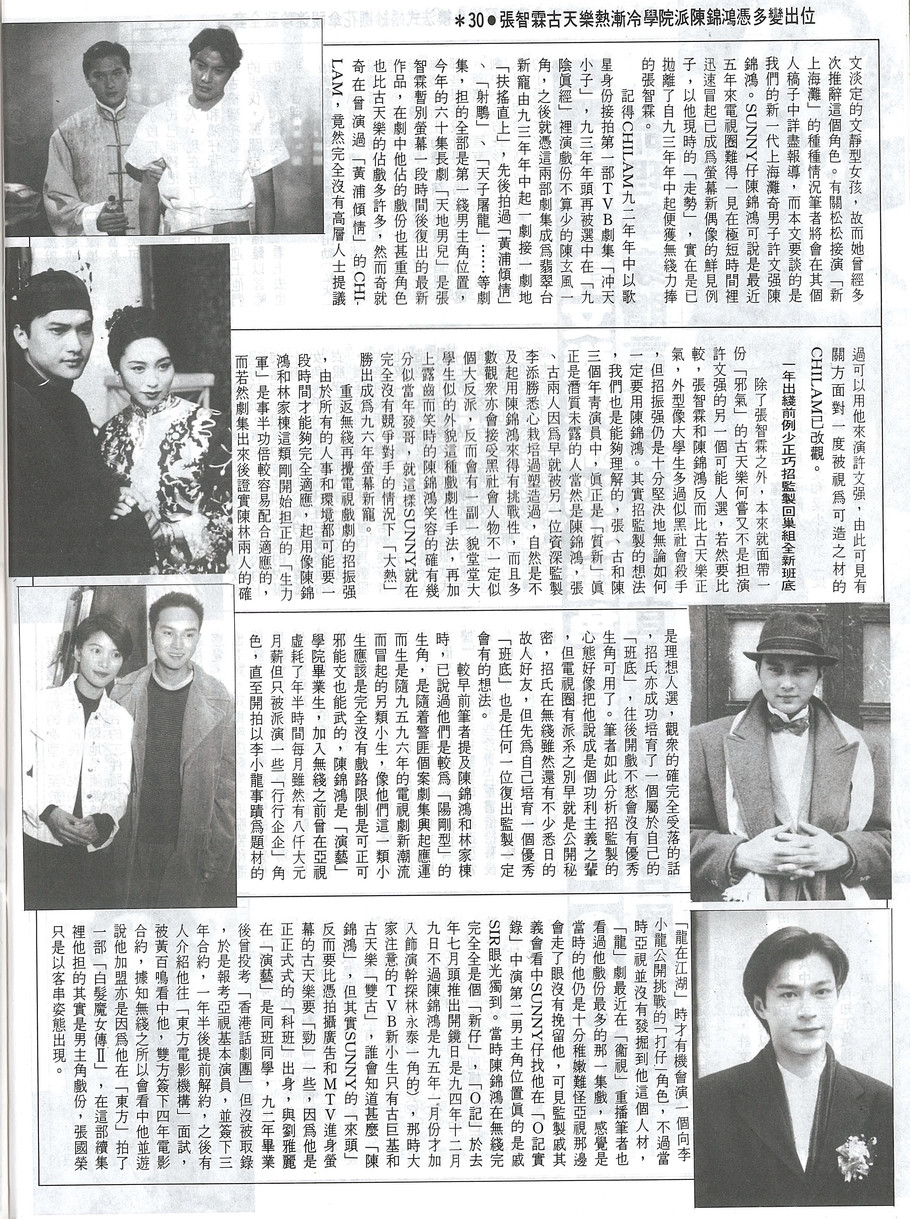 *30●張智霖古天樂熱漸冷學院派陳錦鴻憑多變出位
文淡定的文靜型女孩，故而她曾經多
次推辭這個角色。有關松松接演「新
上海灘」的種種情況筆者將會在其個
人稿子中詳盡報導，而本文要談的是
我們的新一代上海灘奇男子許文强陳
錦鴻。SUNNY仔陳錦鴻可說是最近
五年來電視圈難得一見在極短時間裡
迅速冒起已成爲螢幕新偶像的鮮見例
子，以他現時的「走勢」，實在是已
拋離了自九三年年中起便獲無綫力捧
的張智霖。
記得CHILAM九二年年中以歌
星身份接拍第一部TVB劇集「冲天
小子」，九三年年頭再被選中在「九
陰眞經」裡演戲份不算少的陳玄風一
角，之後就憑這兩部劇集成爲翡翠台
新寵由九三年年中起一劇接一劇地
「扶搖直上」，先後拍過「黃浦傾情」
、「射鵰」、「天子屠龍」……等劇
集，担的全部是第一綫男主角位置，
今年的六十集長劇「天地男兒」是張
智霖暫別螢幕一段時間後復出的最新
作品，在劇中他佔的戲份也甚重角色
也比古天樂的佔戲多許多，然而奇就
奇在曾演過「黃浦傾情」的CHI-
LAM，竟然完全沒有高層人士提議
過可以用他來演許文强，由此可見有
關方面對一度被視爲可造之材的
CHILAM已改觀。
一年出綫前例少正巧招監製回巢組全新班底
除了張智霖之外，本來就面帶一
份「邪氣」的古天樂何嘗又不是担演
許文强的另一個可能人選，若然要比
較，張智霖和陳錦鴻反而比古天樂正
氣，外型像大學生多過似黑社會殺手
，但招振强仍是十分堅決地無論如何
一定要用陳錦鴻。其實招監製的想法
，我們也是能夠理解的，張、古和陳
三個年靑演員中，眞正是「質新」眞
正是潛質未露的人當然是陳錦鴻，張
、古兩人因爲早就被另一位資深監製
李添勝悉心栽培過塑造過，自然是不
及起用陳錦鴻來得有挑戰性，而且多
數觀衆亦會接受黑社會人物不一定似
個大反派，反而會有一副一貌堂堂大
學生似的外貌這種戲劇性手法，再加
上露齒而笑時的陳錦鴻笑容的確有幾
分似當年發哥，就這樣SUNNY就在
完全沒有競爭對手的情況下「大熱」
勝出成爲九六年螢幕新寵。
重返無綫再攪電視戲劇的招振强
，由於所有的人事和環境都可能要一
段時間才能夠完全適應，起用像陳錦
鴻和林家棟這類剛開始担正的「生力
軍」是事半功倍較容易配合適應的，
而若然劇集出來後證實陳林兩人的確
是理想人選，觀衆的確完全受落的話
，招氏亦成功培育了一個屬於自己的
「班底」，往後開戲不愁會沒有優秀
生角可用了。筆者如此分析招監製的
心態好像把他說成是個功利主義之輩
，但電視圈有派系之別早就是公開秘
密，招氏在無綫雖然還有不少悉日的
故人好友，但先爲自己培育一個優秀
「班底」也是任何一位復出監製一定
會有的想法。
較早前筆者提及陳錦鴻和林家棟
時，已說過他們是較爲「陽剛型」的
生角，是隨着警匪個案劇集興起應運
而生是隨九五九六年的電視劇新潮流
而冒起的另類小生，像他們這一類小
生應該是完全沒有戲路限制是可正可
邪能文也能武的，陳錦鴻是「演藝」
學院畢業生，加入無綫之前曾在亞視
虛耗了年半時間每月雖然有八仟大元
月薪但只被派演一些「行行企企」角
色，直至開拍以李小龍事蹟爲題材的
「龍在江湖」時才有機會演一個向李
小龍公開挑戰的「打仔」角色，不過當
時亞視並沒有發掘到他這個人材，
「龍」劇最近在「衞視」重播筆者也
看過他戲份最多的那一集戲，感覺是
當時的他仍是十分稚嫩難怪亞視那邊
會走了眼沒有挽留他，可見監製戚其
義會看中SUNNY仔找他在「O記實
錄」中演第二男主角位置眞的是戚
SIR眼光獨到。當時陳錦鴻在無綫完
完全全是個「新仔」，「O記」於去
年七月頭推出開鏡日是九四年十二月
九日不過陳錦鴻是九五年一月份才加
入飾演幹探林永泰一角的），那時大
家注意的TVB新小生只有古巨基和
古天樂「雙古」，誰會知道甚麼「陳
錦鴻」，但其實SUNNY的「來頭」
反而要比憑拍攝廣告和MTV進身螢
幕的古天樂要「勁」一些，因爲他是
正正式式的「科班」出身，與劉雅麗
在「演藝」是同班同學，九二年畢業
後曾投考「香港話劇團」但沒被取錄
，於是報考亞視基本演員，並簽下三
年合約，一年半後提前解約，之後有
人介紹他往「東方電影機構」面試，
被黃百鳴看中他，雙方簽下四年電影
合約，據知無綫之所以會看中他並遊
說他加盟亦是因爲他在「東方」拍了
一部「白髮魔女傳Ⅱ」，在這部續集
裡他担的其實是男主角戲份，張國榮
只是以客串姿態出現。